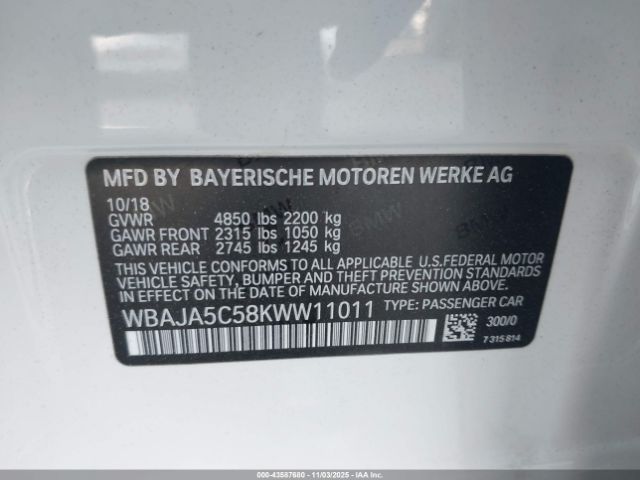 MFD BY BAYERISCHE MOTOREN WERKE AG
10/18
GVWR 4850 lbs 2200 kg
GAWR FRONT 2315 lbs 1050 kg
GAWR REAR 2745 lbs 1245 kg
THIS VEHICLE CONFORMS TO ALL APPLICABLE U.S.FEDERAL MOTOR
VEHICLE SAFETY, BUMPER AND THEFT PREVENTION STANDARDS
IN EFFECT ON THE DATE OF MANUFACTURE SHOWN ABOVE.
WBAJA5C58KWW11011 TYPE: PASSENGER CAR
300/0
7315814
000-43587680 - 11/03/2025 - IAAI